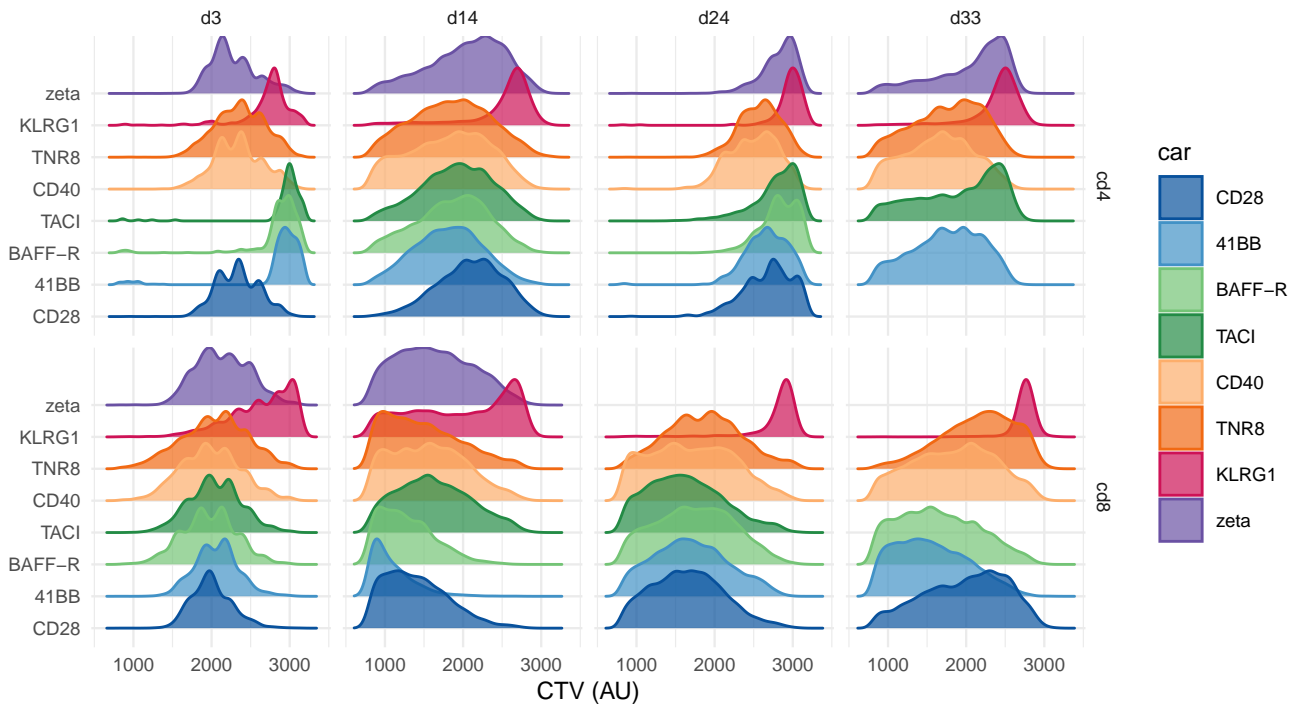 d3 d14 d24 d33
zeta
KLRG1
TNR8
CD40
TACI
BAFF−R
41BB
CD28
cd4
zeta
KLRG1
TNR8
CD40
TACI
BAFF−R
41BB
CD28
cd8
1000 2000 3000 1000 2000 3000 1000 2000 3000 1000 2000 3000
CTV (AU)
car
CD28
41BB
BAFF−R
TACI
CD40
TNR8
KLRG1
zeta